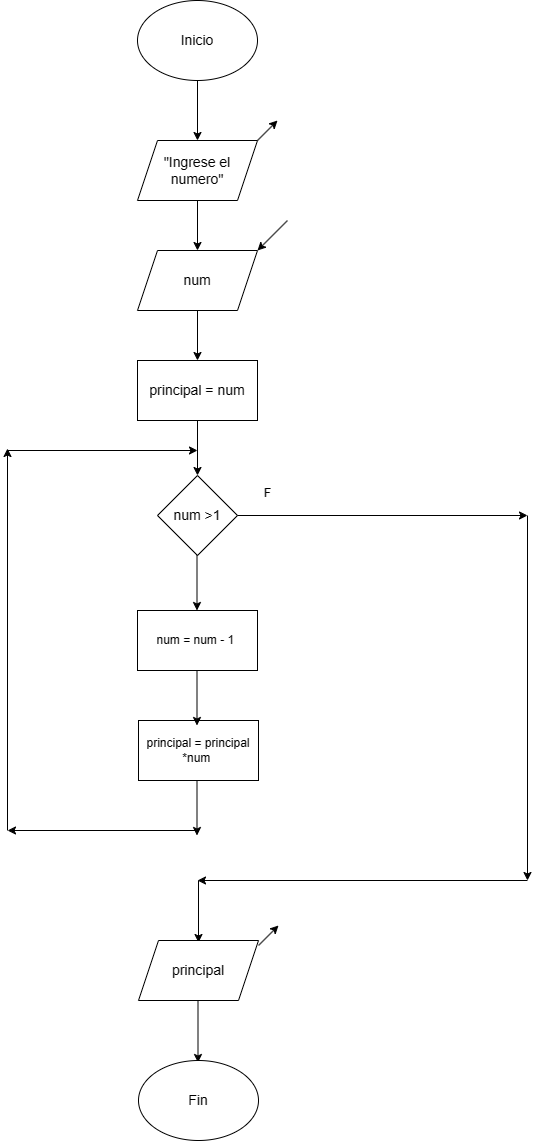 Inicio
"Ingrese el
numero"
num
principal = num
F
num >1
num = num - 1
principal = principal
*num
principal
Fin